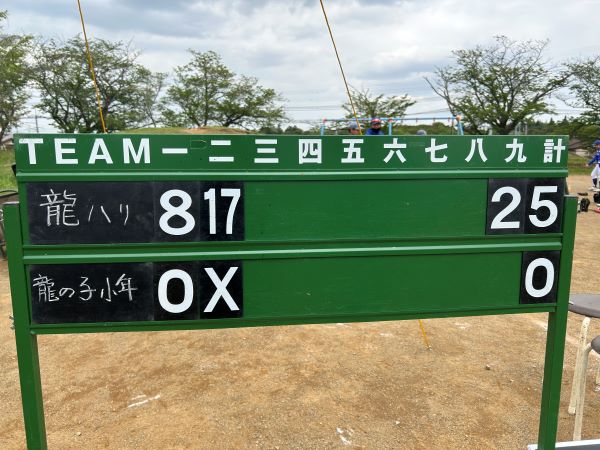 TEAM 一 二 三 四 五 六 七 八 九 計
龍ハリ 8 17 25
龍の子小年 0 X 0